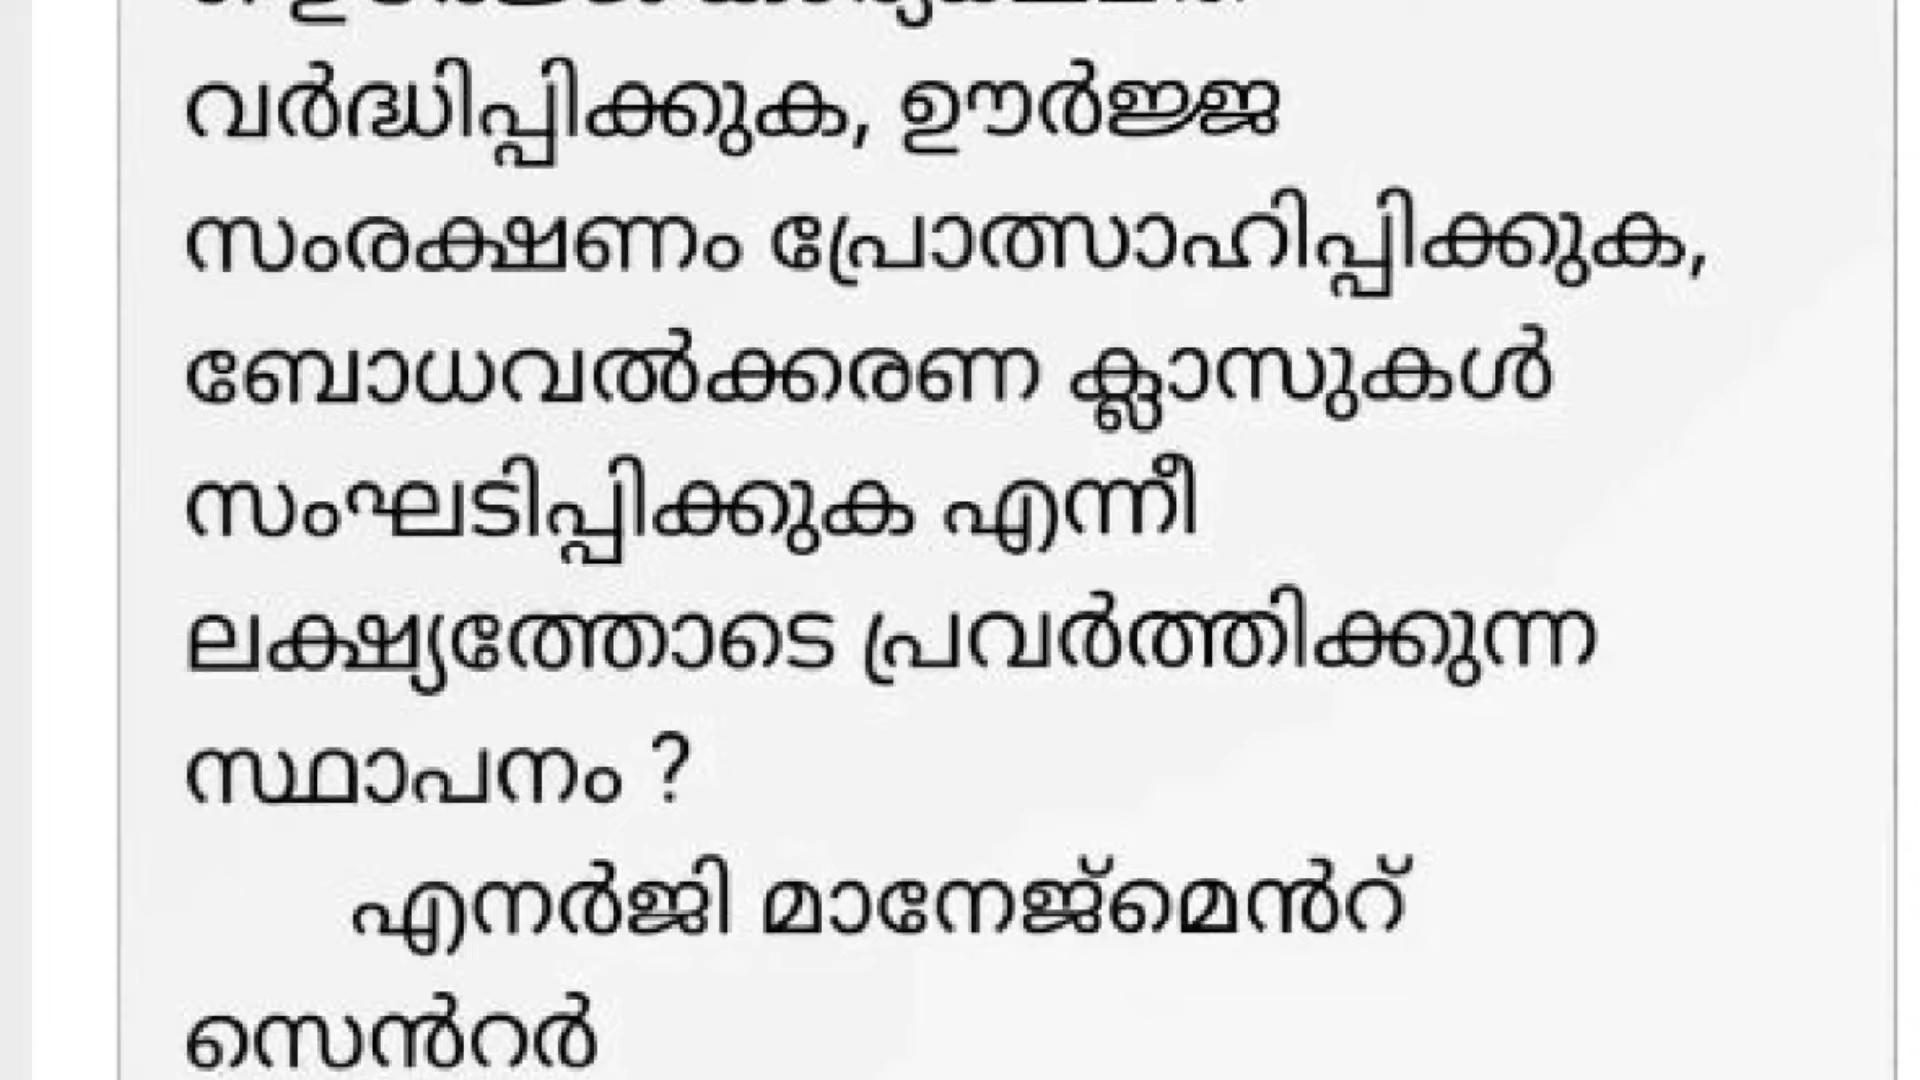 വർദ്ധിപ്പിക്കുക, ഊർജ്ജ
സംരക്ഷണം പ്രോത്സാഹിപ്പിക്കുക,
ബോധവൽക്കരണ ക്ലാസുകൾ
സംഘടിപ്പിക്കുക എന്നീ
ലക്ഷ്യത്തോടെ പ്രവർത്തിക്കുന്ന
സ്ഥാപനം ?
എനർജി മാനേജ്മെൻറ്
സെൻറർ